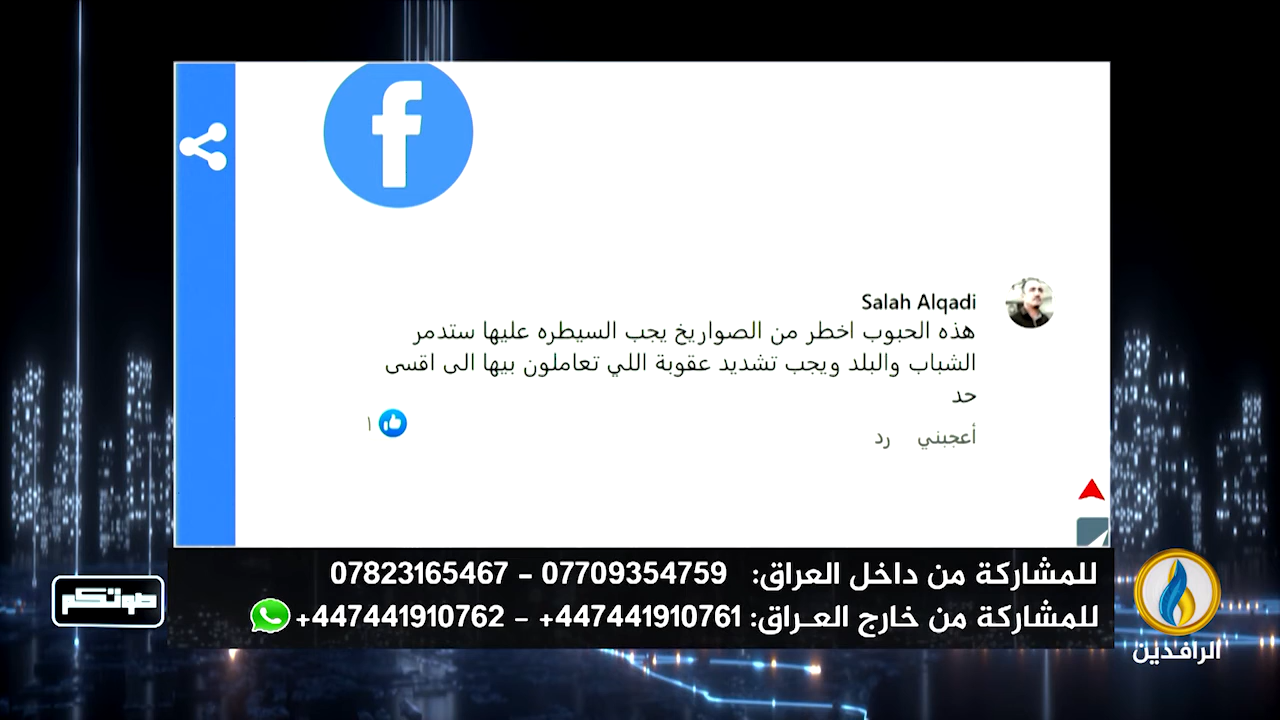 f
Salah Alqadi
هذه الحبوب اخطر من الصواريخ يجب السيطره عليها ستدمر
الشباب والبلد ويجب تشديد عقوبة اللي تعاملون بيها الى اقسى
حد
أعجبني رد
١
للمشاركة من داخل العراق: 07709354759 - 07823165467
للمشاركة من خارج العـراق: 447441910761+ - 447441910762+
صوتكم
الرافدين